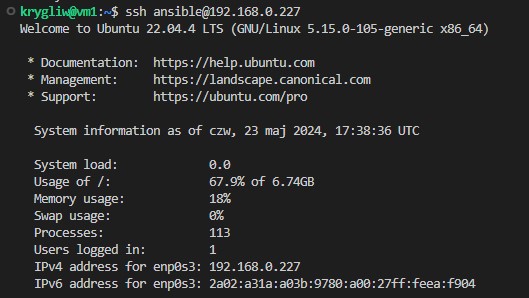 krygliw@vm1:~$ ssh ansible@192.168.0.227
Welcome to Ubuntu 22.04.4 LTS (GNU/Linux 5.15.0-105-generic x86_64)
* Documentation: https://help.ubuntu.com
* Management: https://landscape.canonical.com
* Support: https://ubuntu.com/pro
System information as of czw, 23 maj 2024, 17:38:36 UTC
System load: 0.0
Usage of /: 67.9% of 6.74GB
Memory usage: 18%
Swap usage: 0%
Processes: 113
Users logged in: 1
IPv4 address for enp0s3: 192.168.0.227
IPv6 address for enp0s3: 2a02:a31a:a03b:9780:a00:27ff:feea:f904